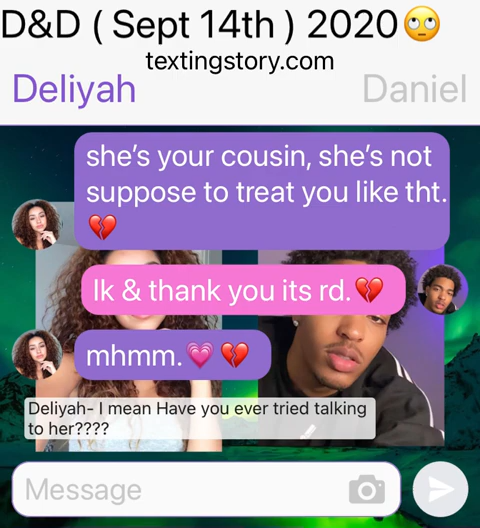 D&D ( Sept 14th ) 2020🙄
textingstory.com
Deliyah
Daniel
she's your cousin, she's not
suppose to treat you like tht.
💔
Ik & thank you its rd.💔
mhmm.💗💔
Deliyah- I mean Have you ever tried talking
to her????
Message